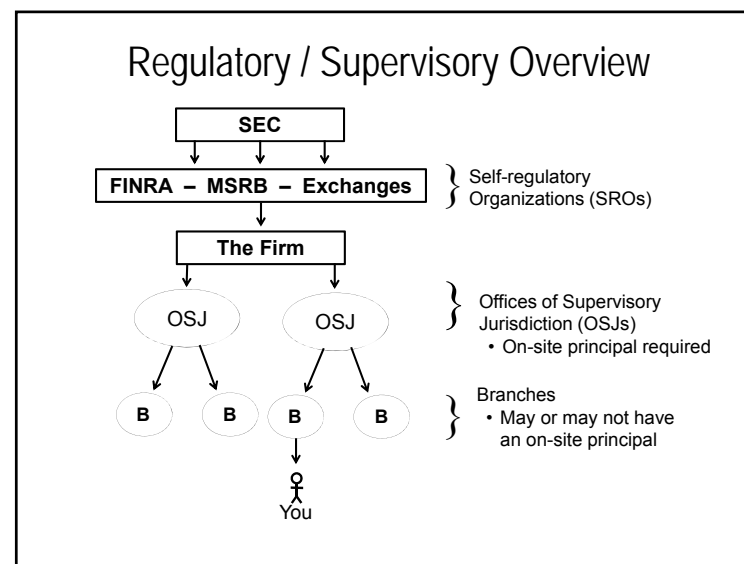 Regulatory / Supervisory Overview
SEC
FINRA – MSRB – Exchanges
Self-regulatory
Organizations (SROs)
The Firm
OSJ
OSJ
Offices of Supervisory
Jurisdiction (OSJs)
• On-site principal required
B
B
B
B
Branches
• May or may not have
an on-site principal
You